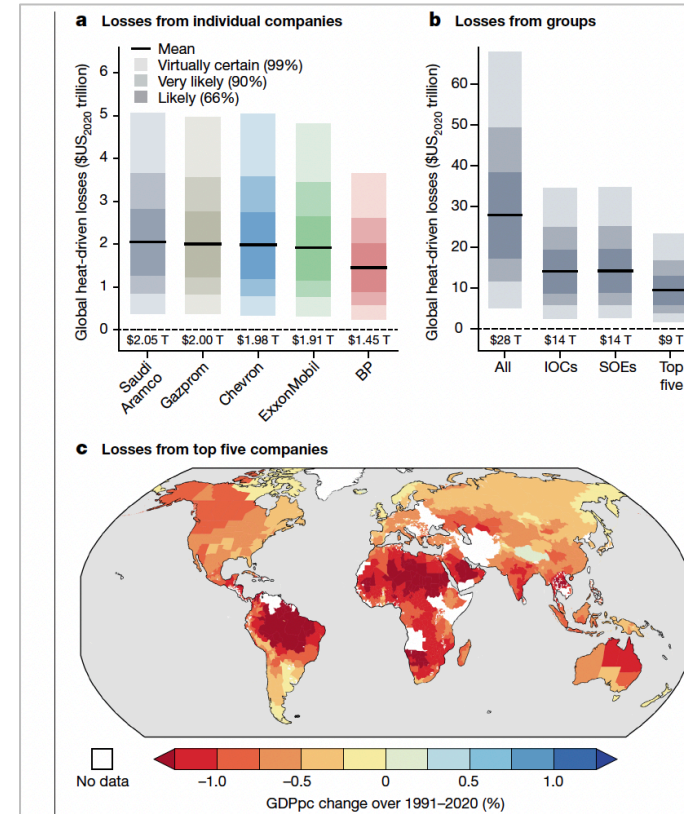 a Losses from individual companies
Global heat-driven losses ($US2020 trillion)
Mean
Virtually certain (99%)
Very likely (90%)
Likely (66%)
6
5
4
3
2
1
0
$2.05 T $2.00 T $1.98 T $1.91 T $1.45 T
Saudi
Aramco
Gazprom
Chevron
ExxonMobil
BP
b Losses from groups
Global heat-driven losses ($US2020 trillion)
60
50
40
30
20
10
0
$28 T $14 T $14 T $9 T
All
IOCs
SOEs
Top
five
c Losses from top five companies
No data
–1.0 –0.5 0 0.5 1.0
GDPpc change over 1991–2020 (%)